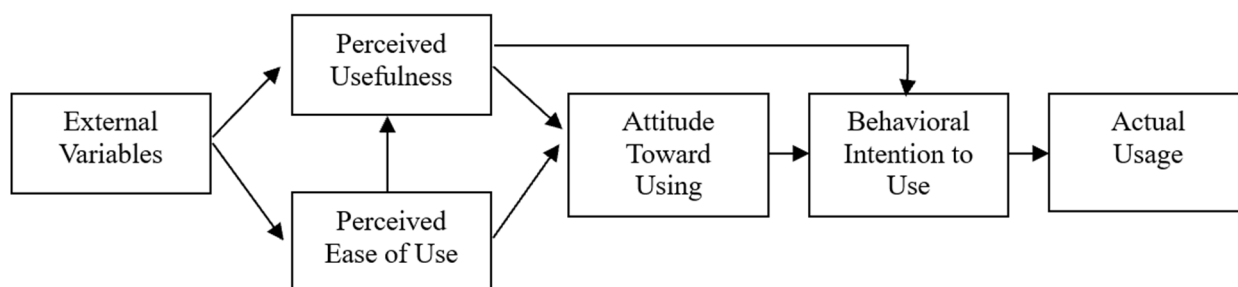 Perceived
Usefulness
External
Variables
Perceived
Ease of Use
Attitude
Toward
Using
Behavioral
Intention to
Use
Actual
Usage